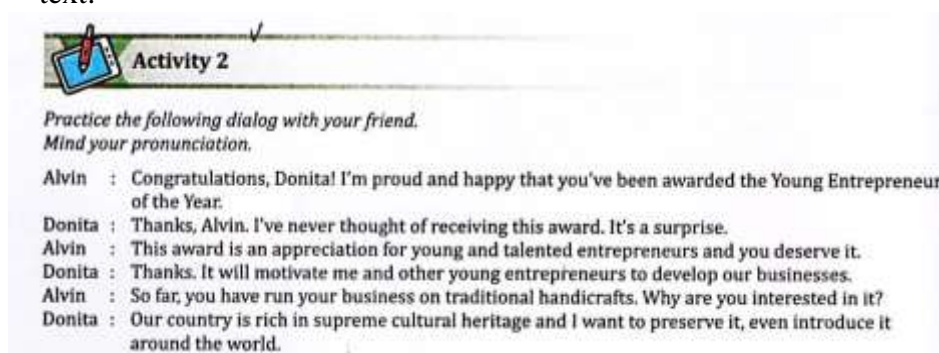 text.
Activity 2
Practice the following dialog with your friend.
Mind your pronunciation.
Alvin : Congratulations, Donita! I'm proud and happy that you've been awarded the Young Entrepreneur
of the Year.
Donita : Thanks, Alvin. I've never thought of receiving this award. It's a surprise.
Alvin : This award is an appreciation for young and talented entrepreneurs and you deserve it.
Donita : Thanks. It will motivate me and other young entrepreneurs to develop our businesses.
Alvin : So far, you have run your business on traditional handicrafts. Why are you interested in it?
Donita : Our country is rich in supreme cultural heritage and I want to preserve it, even introduce it
around the world.